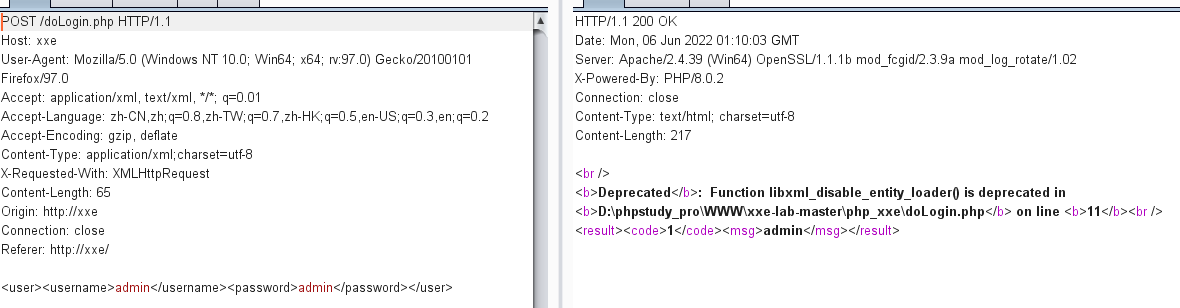 POST /doLogin.php HTTP/1.1
Host: xxe
User-Agent: Mozilla/5.0 (Windows NT 10.0; Win64; x64; rv:97.0) Gecko/20100101
Firefox/97.0
Accept: application/xml, text/xml, */*; q=0.01
Accept-Language: zh-CN,zh;q=0.8,zh-TW;q=0.7,zh-HK;q=0.5,en-US;q=0.3,en;q=0.2
Accept-Encoding: gzip, deflate
Content-Type: application/xml;charset=utf-8
X-Requested-With: XMLHttpRequest
Content-Length: 65
Origin: http://xxe
Connection: close
Referer: http://xxe/
<user><username>admin</username><password>admin</password></user>
HTTP/1.1 200 OK
Date: Mon, 06 Jun 2022 01:10:03 GMT
Server: Apache/2.4.39 (Win64) OpenSSL/1.1.1b mod_fcgid/2.3.9a mod_log_rotate/1.02
X-Powered-By: PHP/8.0.2
Connection: close
Content-Type: text/html; charset=utf-8
Content-Length: 217
<br />
<b>Deprecated</b>:  Function libxml_disable_entity_loader() is deprecated in
<b>D:\phpstudy_pro\WWW\xxe-lab-master\php_xxe\doLogin.php</b> on line <b>11</b><br />
<result><code>1</code><msg>admin</msg></result>